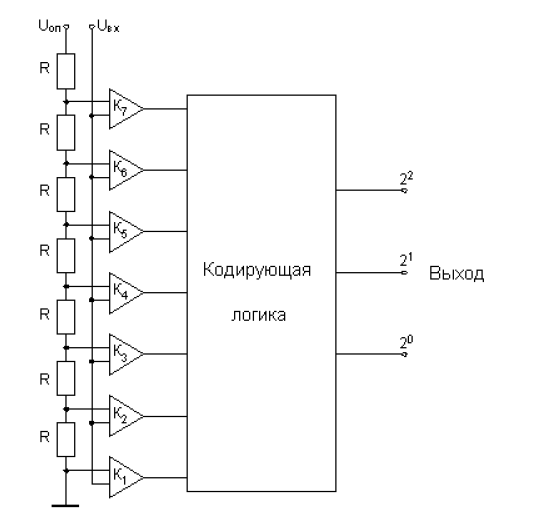 Uоп Uвх
R
K7
R
K6
R
2²
K5
R
Кодирующая
2¹
Выход
K4
логика
R
K3
2⁰
R
K2
R
K1